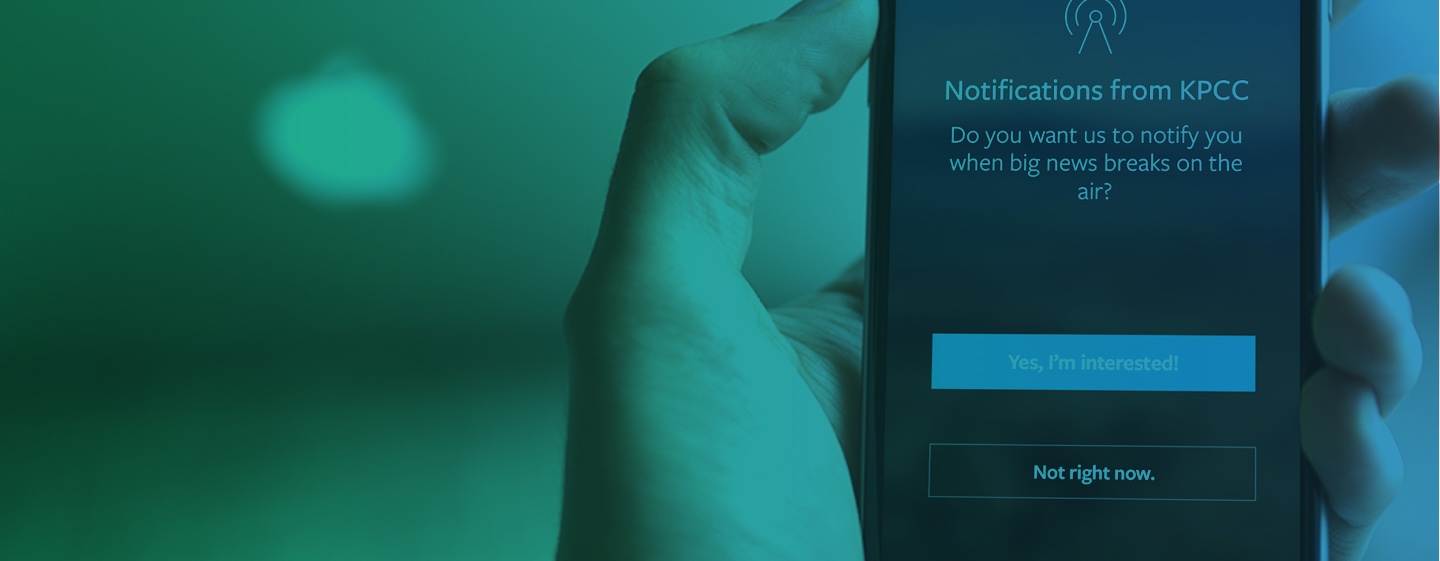 Notifications from KPCC
Do you want us to notify you
when big news breaks on the
air?
Yes, I'm interested!
Not right now.